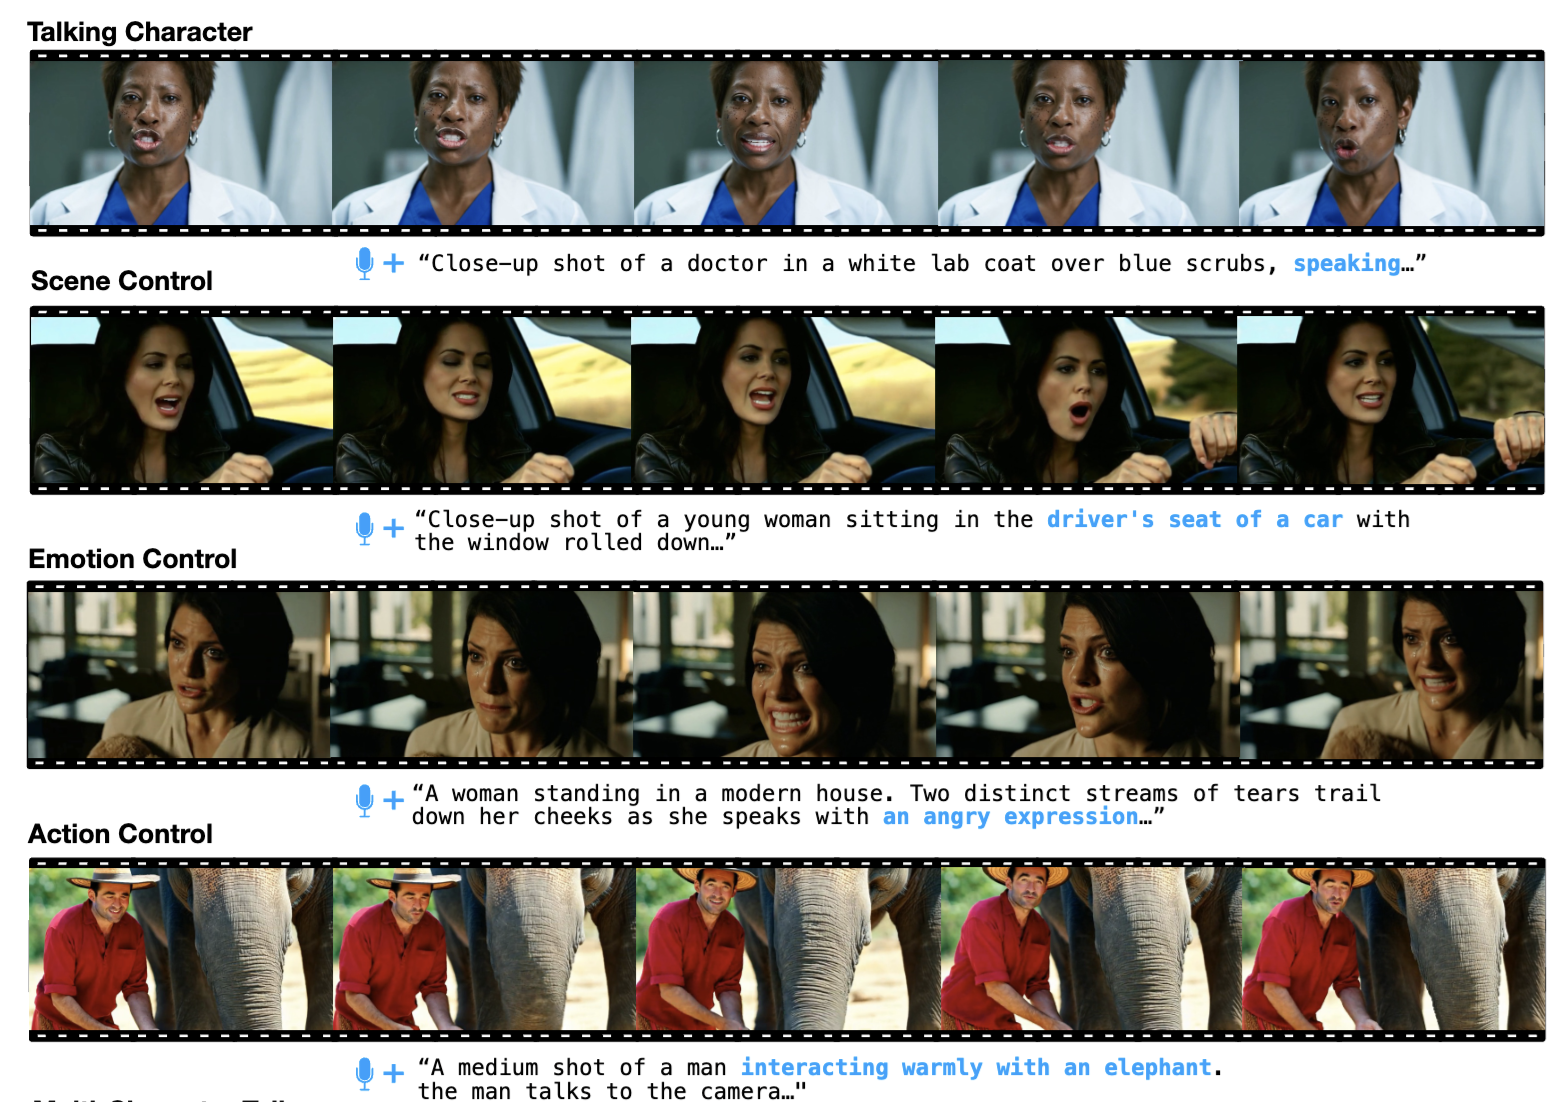 Talking Character
“Close-up shot of a doctor in a white lab coat over blue scrubs, speaking…”
Scene Control
“Close-up shot of a young woman sitting in the driver's seat of a car with
the window rolled down…”
Emotion Control
“A woman standing in a modern house. Two distinct streams of tears trail
down her cheeks as she speaks with an angry expression…”
Action Control
“A medium shot of a man interacting warmly with an elephant.
the man talks to the camera…"